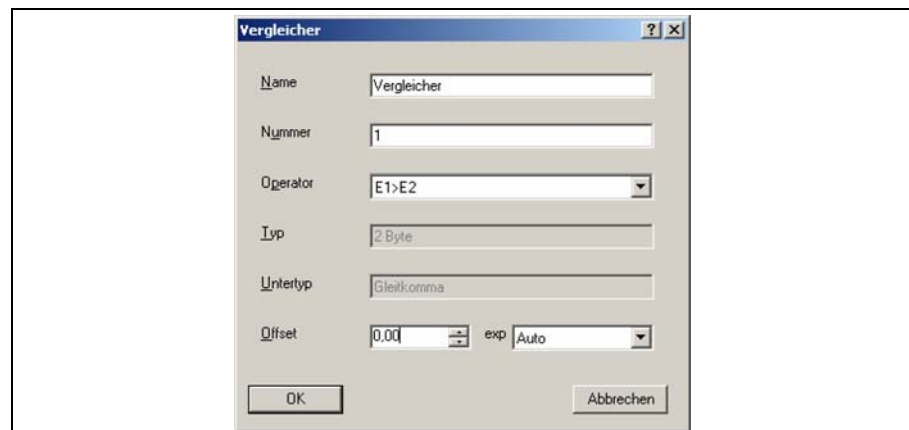 Vergleicher
Name Vergleicher
Nummer 1
Operator E1>E2
Typ 2 Byte
Untertyp Gleitkomma
Offset 0,00 exp Auto
OK Abbrechen